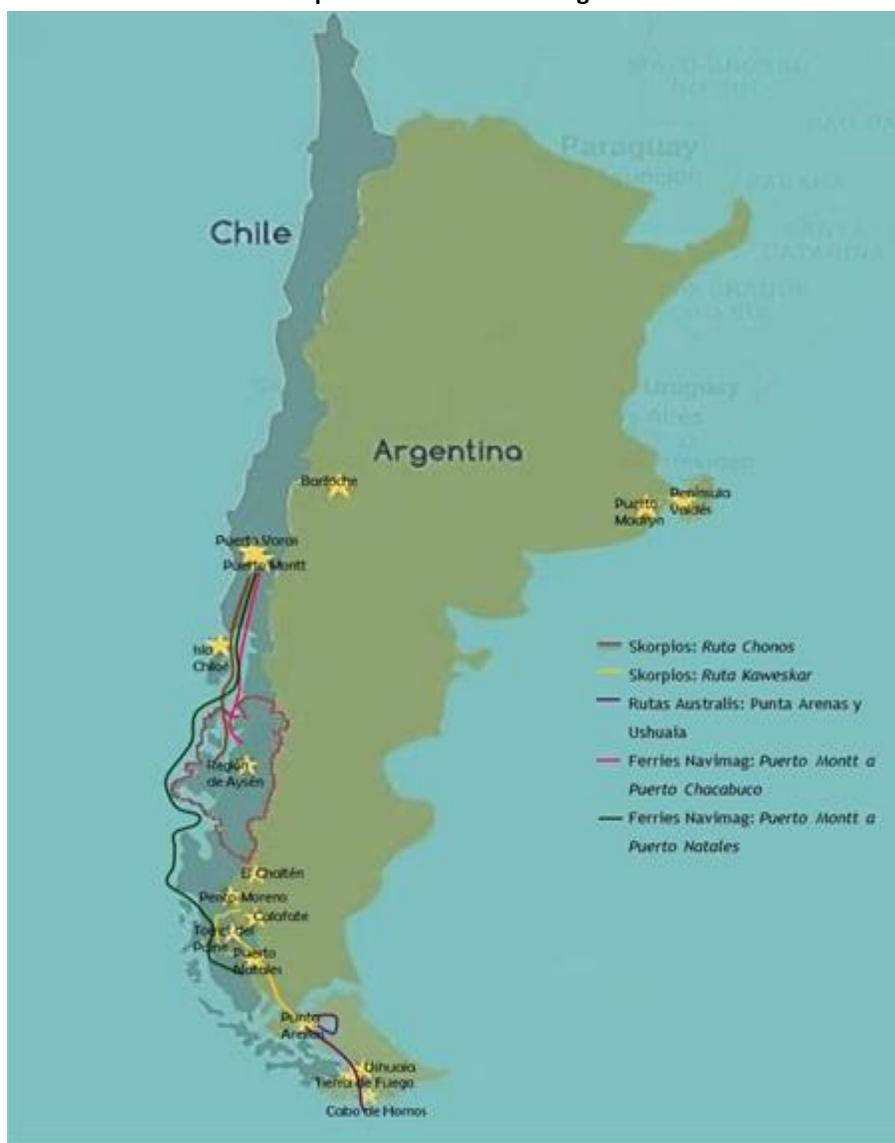 Paraguay
Chile
Uruguay
Argentina
Bariloche
Península
Valdés
Puerto
Madryn
Puerto Varas
Puerto Montt
Isla
Chiloé
Skorpios: Ruta Chonos
Skorpios: Ruta Kaweskar
Rutas Australis: Punta Arenas y
Ushuaia
Ferries Navimag: Puerto Montt a
Puerto Chacabuco
Ferries Navimag: Puerto Montt a
Puerto Natales
Región
de Aysén
El Chaltén
Perito Moreno
Calafate
Torres del
Paine
Puerto
Natales
Punta
Arenas
Ushuaia
Tierra de Fuego
Cabo de Hornos